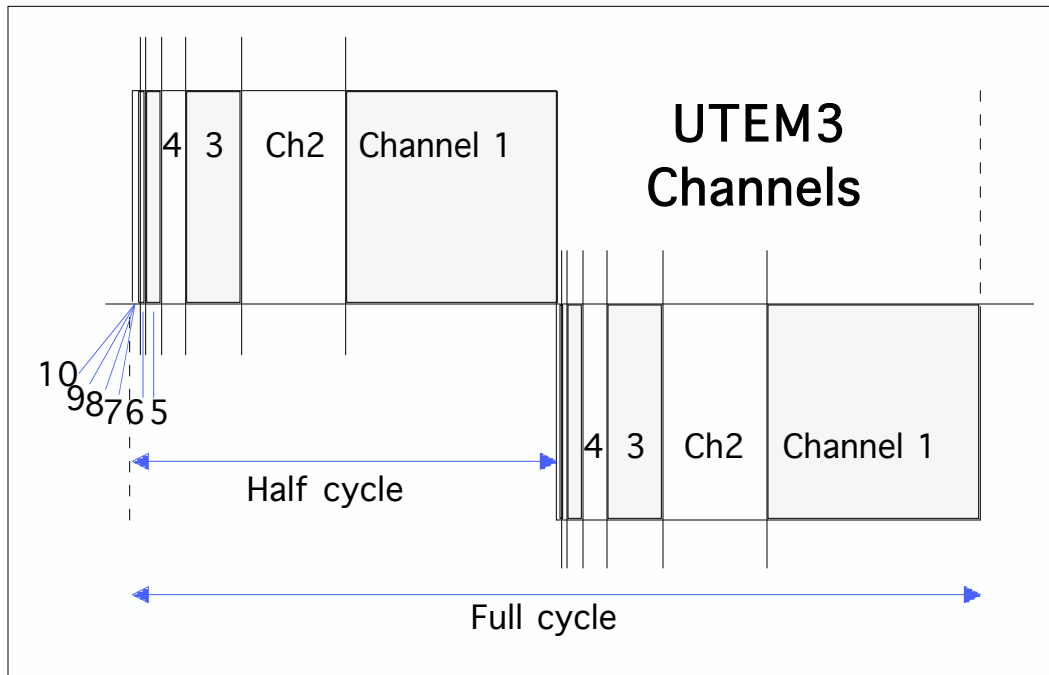 UTEM3
Channels
4 3 Ch2 Channel 1
10
9 8 7 6 5
4 3 Ch2 Channel 1
Half cycle
Full cycle